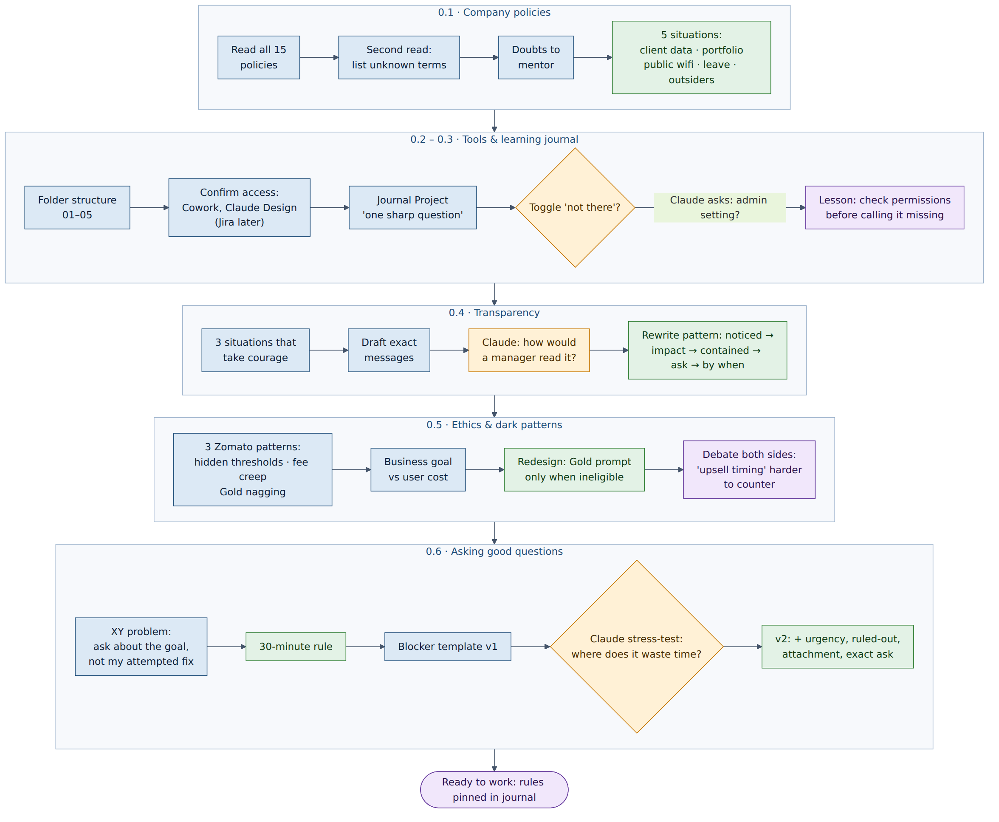 0.1 · Company policies
Read all 15
policies
Second read:
list unknown terms
Doubts to
mentor
5 situations:
client data · portfolio
public wifi · leave ·
outsiders
0.2 – 0.3 · Tools & learning journal
Folder structure
01–05
Confirm access:
Cowork, Claude Design
(Jira later)
Journal Project
'one sharp question'
Toggle 'not there'?
Claude asks: admin
setting?
Lesson: check permissions
before calling it missing
0.4 · Transparency
3 situations that
take courage
Draft exact
messages
Claude: how would
a manager read it?
Rewrite pattern: noticed →
impact → contained →
ask → by when
0.5 · Ethics & dark patterns
3 Zomato patterns:
hidden thresholds · fee
creep
Gold nagging
Business goal
vs user cost
Redesign: Gold prompt
only when ineligible
Debate both sides:
'upsell timing' harder
to counter
0.6 · Asking good questions
XY problem:
ask about the goal,
not my attempted fix
30-minute rule
Blocker template v1
Claude stress-test:
where does it waste time?
v2: + urgency, ruled-out,
attachment, exact ask
Ready to work: rules
pinned in journal